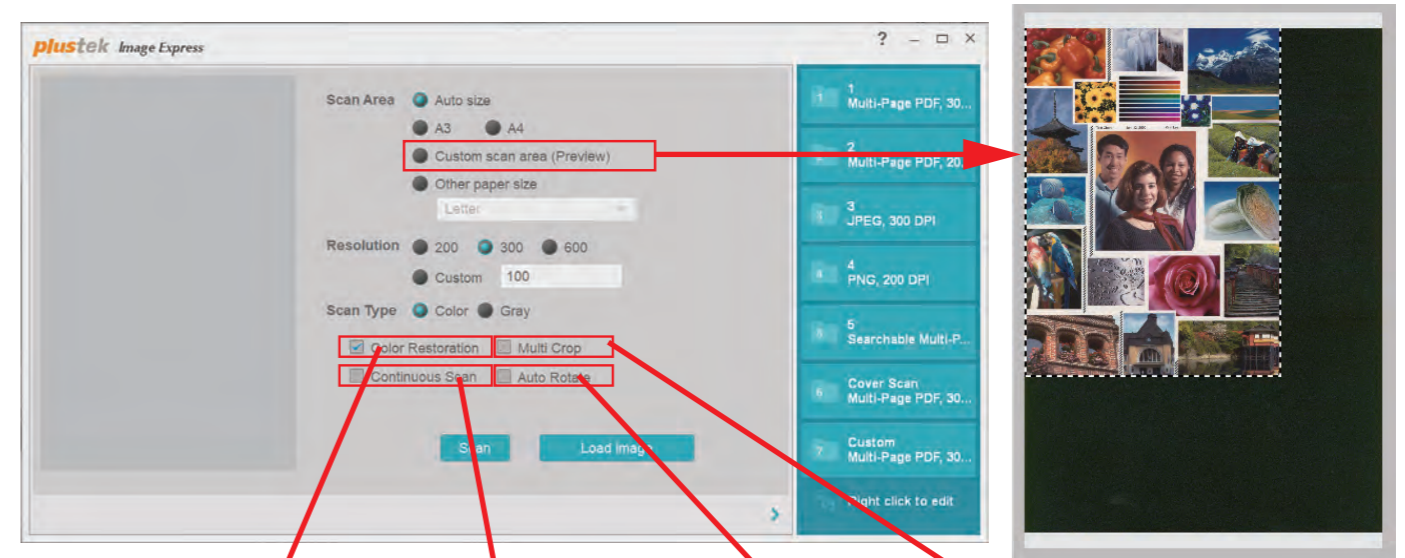 plustek Image Express
?
Scan Area Auto size
A3 A4
Custom scan area (Preview)
Other paper size
Letter
Resolution 200 300 600
Custom 100
Scan Type Color Gray
Color Restoration Multi Crop
Continuous Scan Auto Rotate
Scan Load Image
1
1 Multi-Page PDF, 30...
2
Multi-Page PDF, 20...
3
3 JPEG, 300 DPI
4
4 PNG, 200 DPI
5
5 Searchable Multi-P...
Cover Scan
6 Multi-Page PDF, 30...
Custom
7 Multi-Page PDF, 30...
Right click to edit